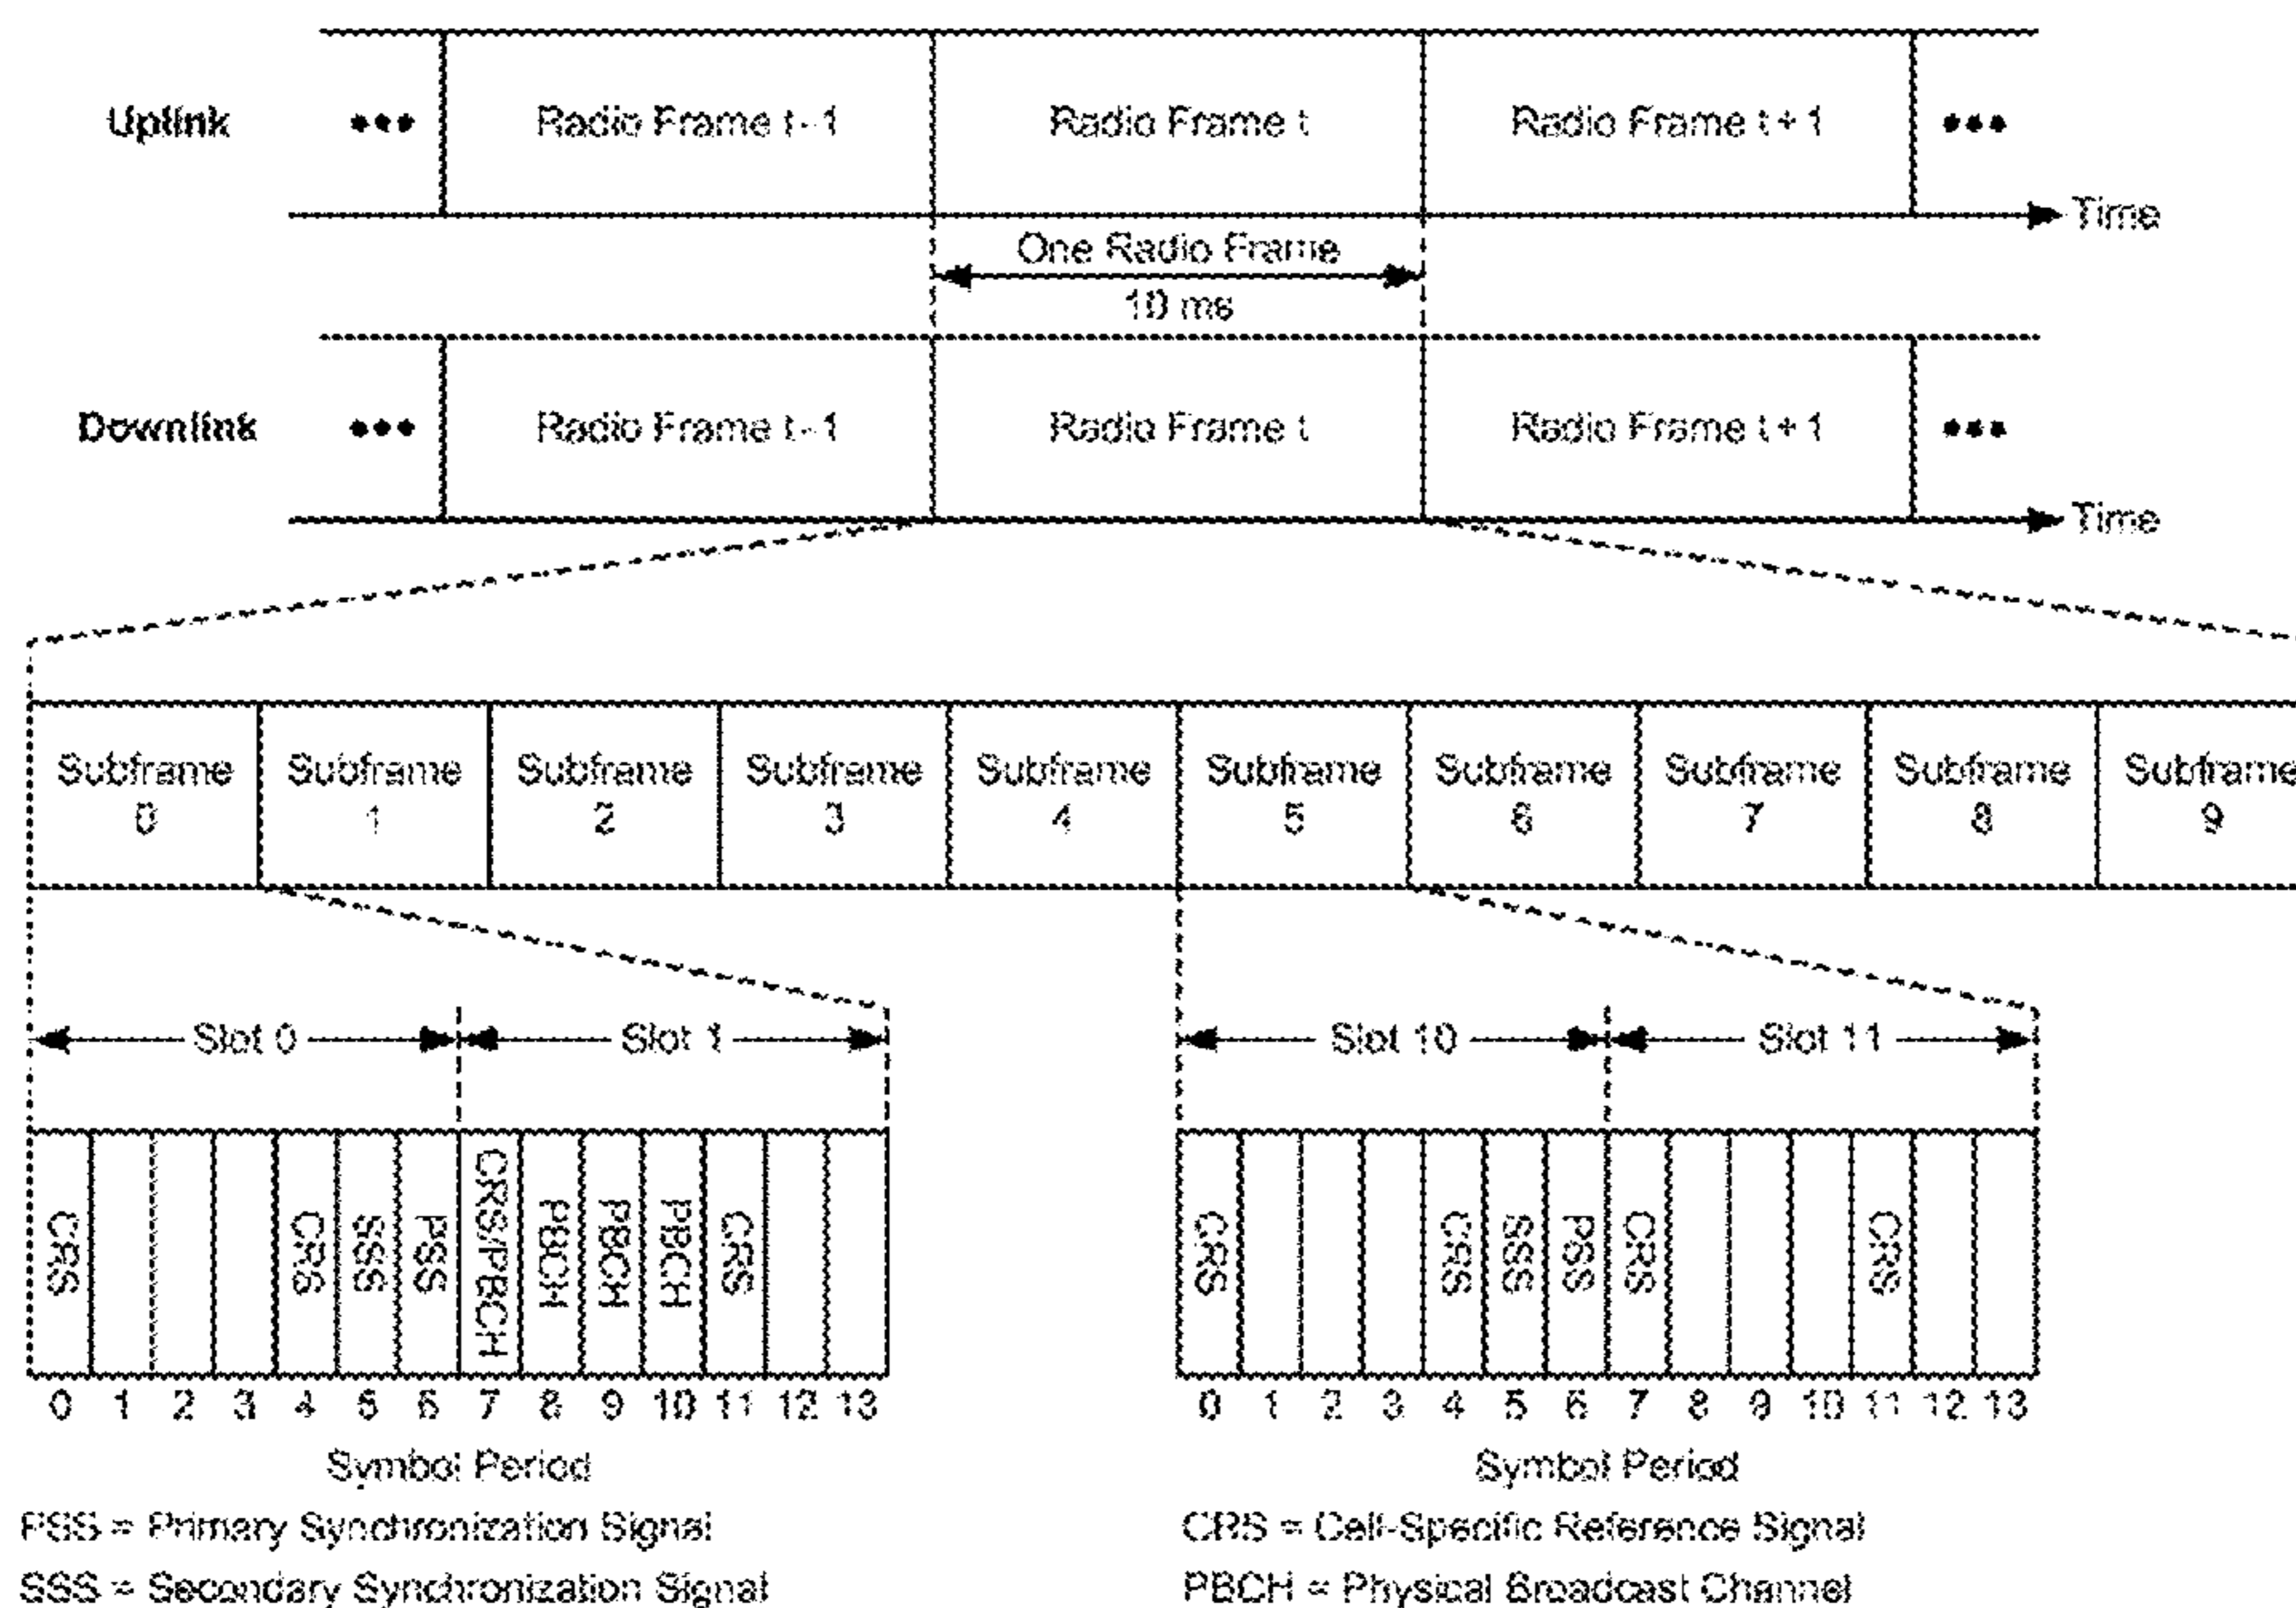 Uplink ••• Radio Frame t-1 Radio Frame t Radio Frame t+1 •••
Time
One Radio Frame
10 ms
Downlink ••• Radio Frame t-1 Radio Frame t Radio Frame t+1 •••
Time
Subframe 0
Subframe 1
Subframe 2
Subframe 3
Subframe 4
Subframe 5
Subframe 6
Subframe 7
Subframe 8
Subframe 9
Slot 0 Slot 1 Slot 10 Slot 11
CRS CRS SSS PSS CRS/PBCH PBCH PBCH PBCH CRS
CRS CRS SSS PSS CRS CRS
0 1 2 3 4 5 6 7 8 9 10 11 12 13
0 1 2 3 4 5 6 7 8 9 10 11 12 13
Symbol Period Symbol Period
PSS = Primary Synchronization Signal
CRS = Cell-Specific Reference Signal
SSS = Secondary Synchronization Signal
PBCH = Physical Broadcast Channel